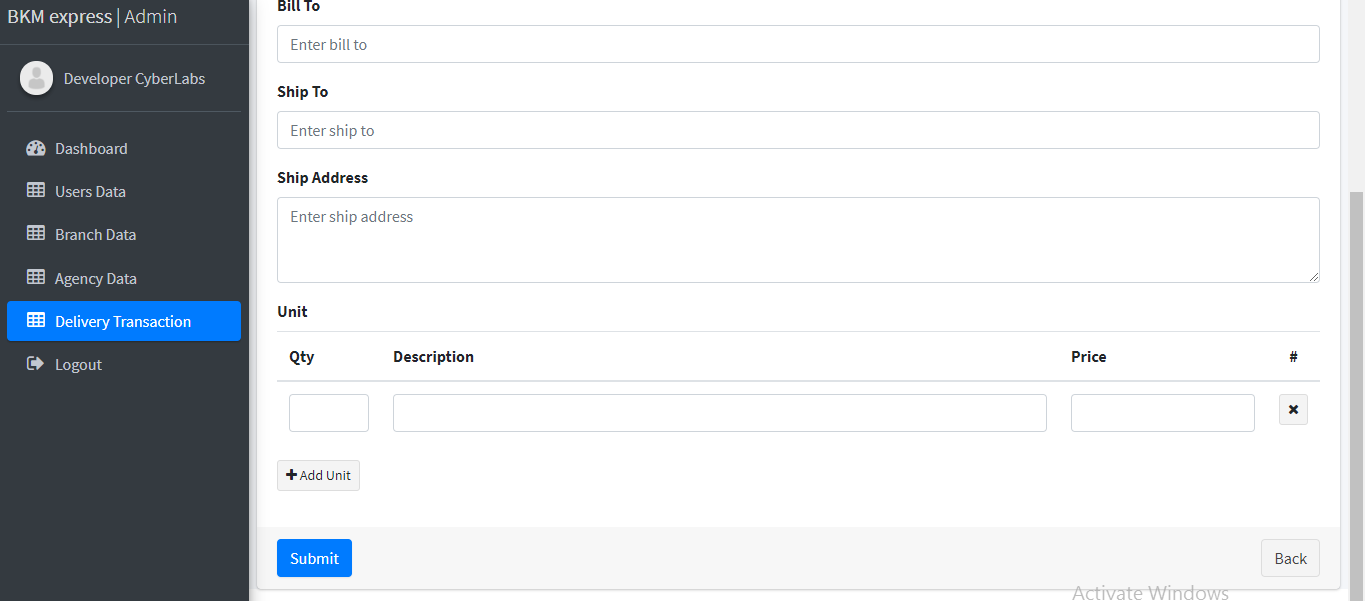 BKM express | Admin
Developer CyberLabs
Dashboard
Users Data
Branch Data
Agency Data
Delivery Transaction
Logout
Bill To
Enter bill to
Ship To
Enter ship to
Ship Address
Enter ship address
Unit
Qty Description Price #
Add Unit
Submit Back
Activate Windows